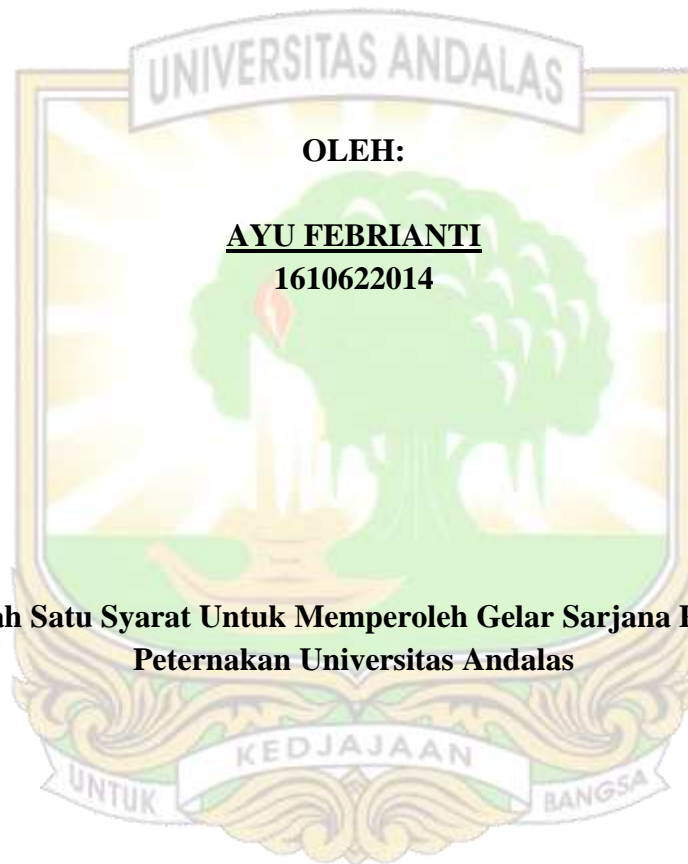 UNIVERSITAS ANDALAS
OLEH:
AYU FEBRIANTI
1610622014
Satu Syarat Untuk Memperoleh Gelar Sarjana
Peternakan Universitas Andalas
KEDJAJAAN
UNTUK
BANGSA